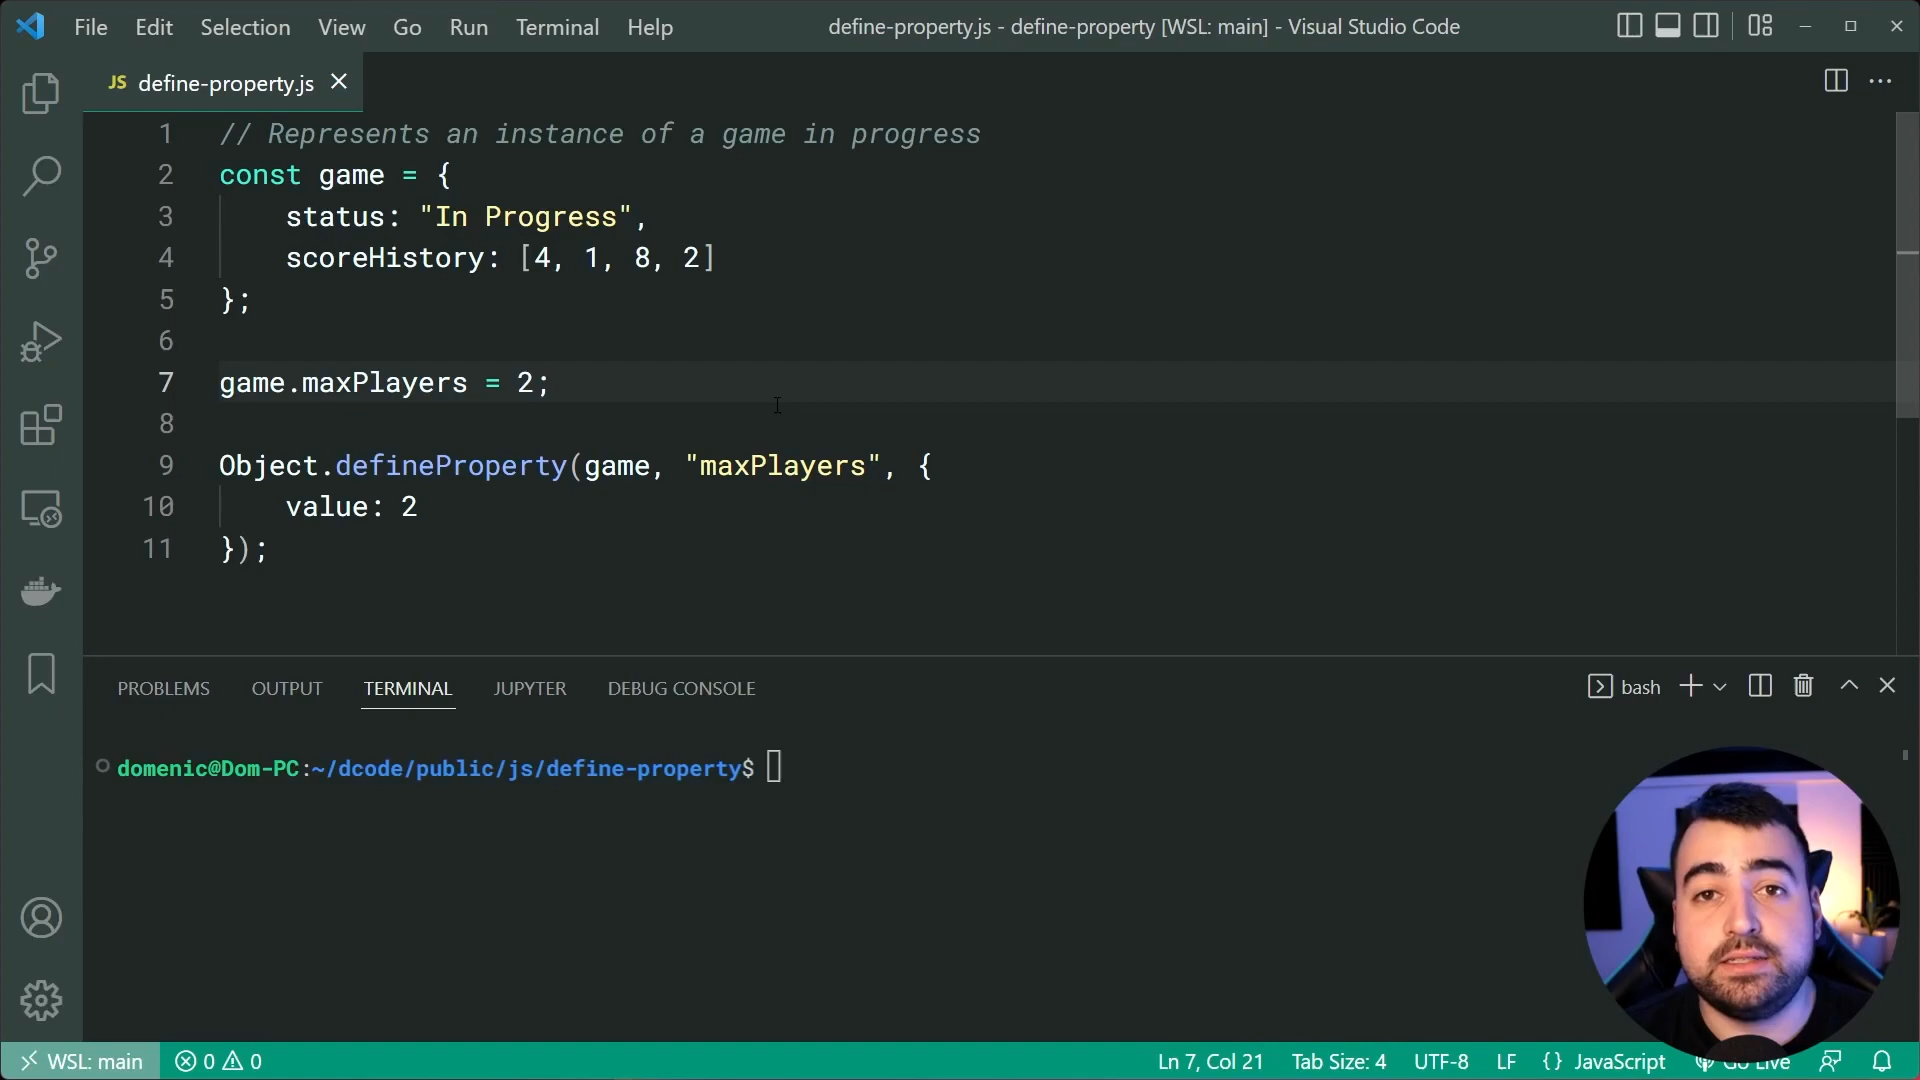 File Edit Selection View Go Run Terminal Help define-property.js - define-property [WSL: main] - Visual Studio Code
JS define-property.js
1 // Represents an instance of a game in progress
2 const game = {
3 status: "In Progress",
4 scoreHistory: [4, 1, 8, 2]
5 };
6
7 game.maxPlayers = 2;
8
9 Object.defineProperty(game, "maxPlayers", {
10 value: 2
11 });
PROBLEMS OUTPUT TERMINAL JUPYTER DEBUG CONSOLE bash
domenic@Dom-PC:~/dcode/public/js/define-property$
WSL: main 0 0 Ln 7, Col 21 Tab Size: 4 UTF-8 LF {} JavaScript Go Live